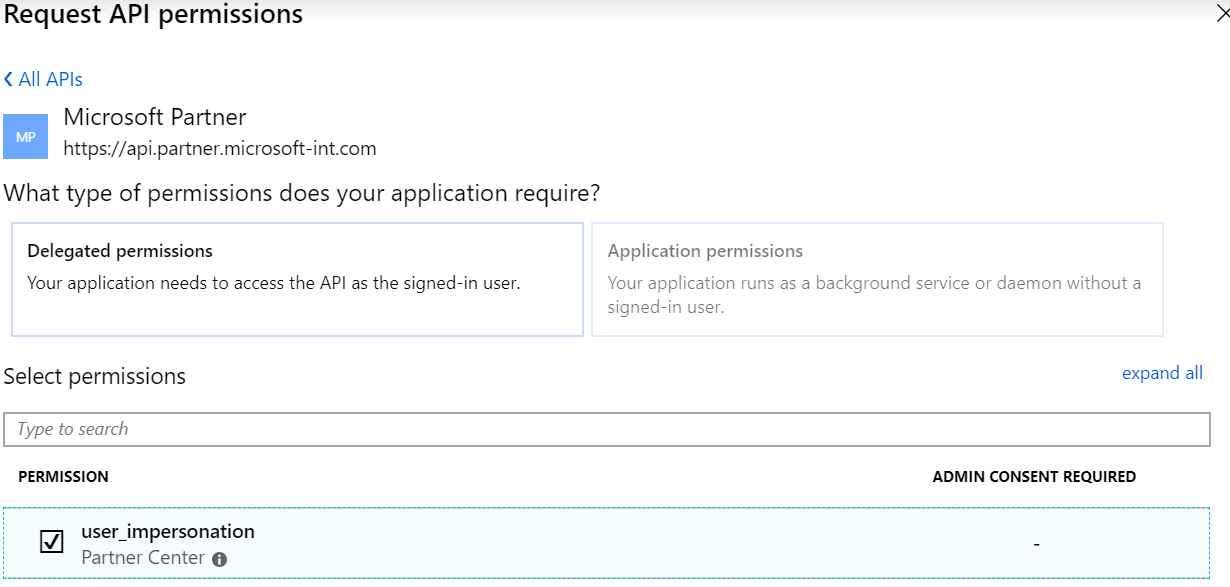 Request API permissions
All APIs
MP
Microsoft Partner
https://api.partner.microsoft-int.com
What type of permissions does your application require?
Delegated permissions
Your application needs to access the API as the signed-in user.
Application permissions
Your application runs as a background service or daemon without a
signed-in user.
Select permissions
expand all
Type to search
PERMISSION
ADMIN CONSENT REQUIRED
user_impersonation
Partner Center
-